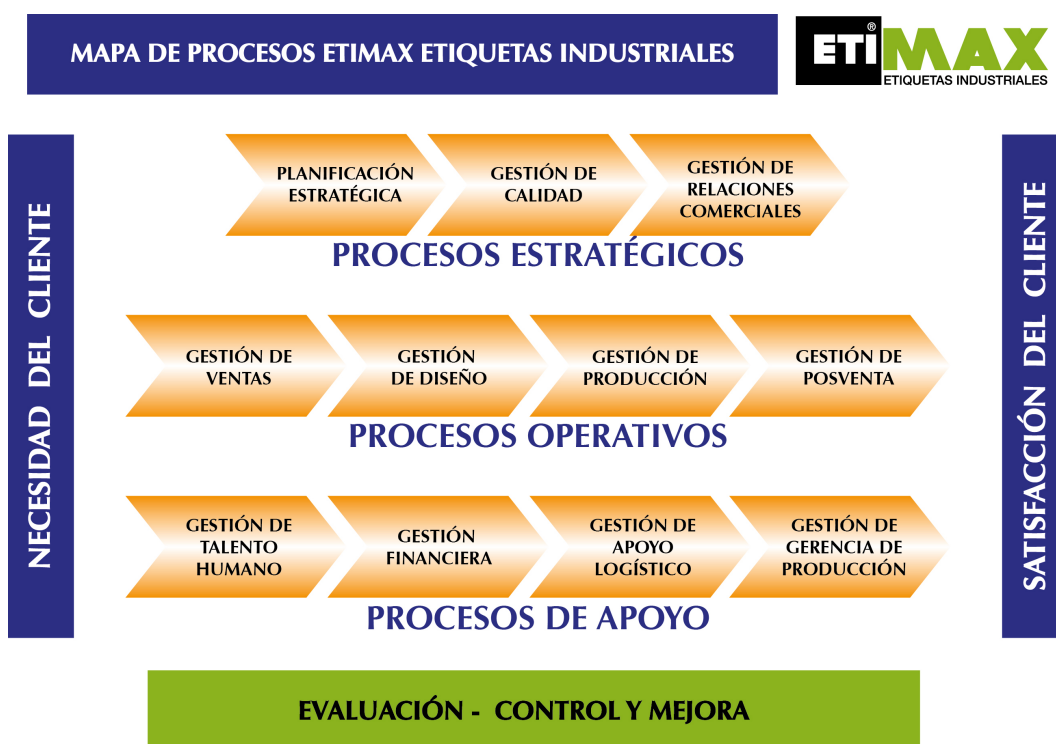 MAPA DE PROCESOS ETIMAX ETIQUETAS INDUSTRIALES
ETi® MAX
ETIQUETAS INDUSTRIALES
NECESIDAD DEL CLIENTE
PLANIFICACIÓN
ESTRATÉGICA
GESTIÓN DE
CALIDAD
GESTIÓN DE
RELACIONES
COMERCIALES
PROCESOS ESTRATÉGICOS
GESTIÓN DE
VENTAS
GESTIÓN
DE DISEÑO
GESTIÓN DE
PRODUCCIÓN
GESTIÓN DE
POSVENTA
PROCESOS OPERATIVOS
GESTIÓN DE
TALENTO
HUMANO
GESTIÓN
FINANCIERA
GESTIÓN DE
APOYO
LOGÍSTICO
GESTIÓN DE
GERENCIA DE
PRODUCCIÓN
PROCESOS DE APOYO
SATISFACCIÓN DEL CLIENTE
EVALUACIÓN - CONTROL Y MEJORA